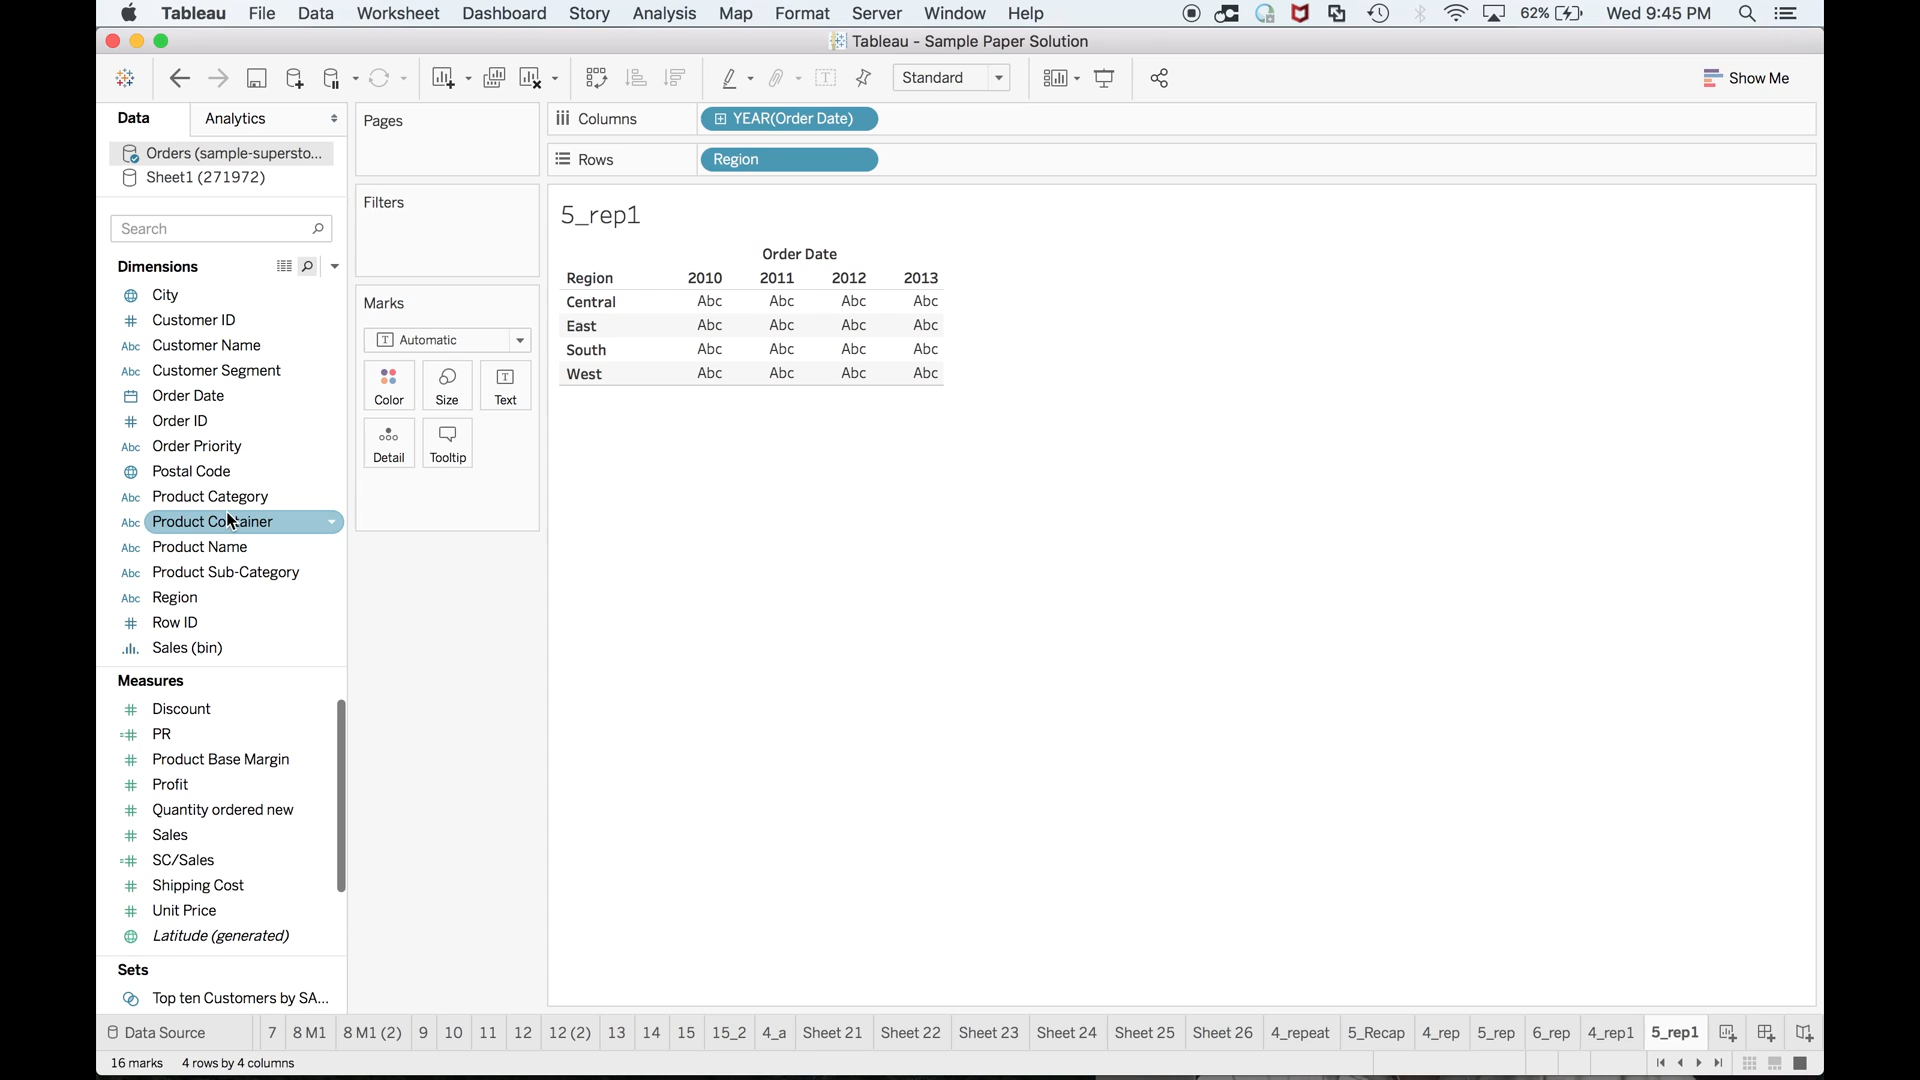 Tableau File Data Worksheet Dashboard Story Analysis Map Format Server Window Help 62% Wed 9:45 PM
Tableau - Sample Paper Solution
Standard Show Me
Data Analytics
Orders (sample-supersto...
Sheet1 (271972)
Search
Dimensions
City
# Customer ID
Abc Customer Name
Abc Customer Segment
Order Date
# Order ID
Abc Order Priority
Postal Code
Abc Product Category
Abc Product Container
Abc Product Name
Abc Product Sub-Category
Abc Region
# Row ID
Sales (bin)
Measures
# Discount
=# PR
# Product Base Margin
# Profit
# Quantity ordered new
# Sales
=# SC/Sales
# Shipping Cost
# Unit Price
Latitude (generated)
Sets
Top ten Customers by SA...
Pages
Filters
Marks
T Automatic
Color Size Text
Detail Tooltip
Columns YEAR(Order Date)
Rows Region
5_rep1
Order Date
Region 2010 2011 2012 2013
Central Abc Abc Abc Abc
East Abc Abc Abc Abc
South Abc Abc Abc Abc
West Abc Abc Abc Abc
Data Source 7 8 M1 8 M1 (2) 9 10 11 12 12 (2) 13 14 15 15_2 4_a Sheet 21 Sheet 22 Sheet 23 Sheet 24 Sheet 25 Sheet 26 4_repeat 5_Recap 4_rep 5_rep 6_rep 4_rep1 5_rep1
16 marks 4 rows by 4 columns